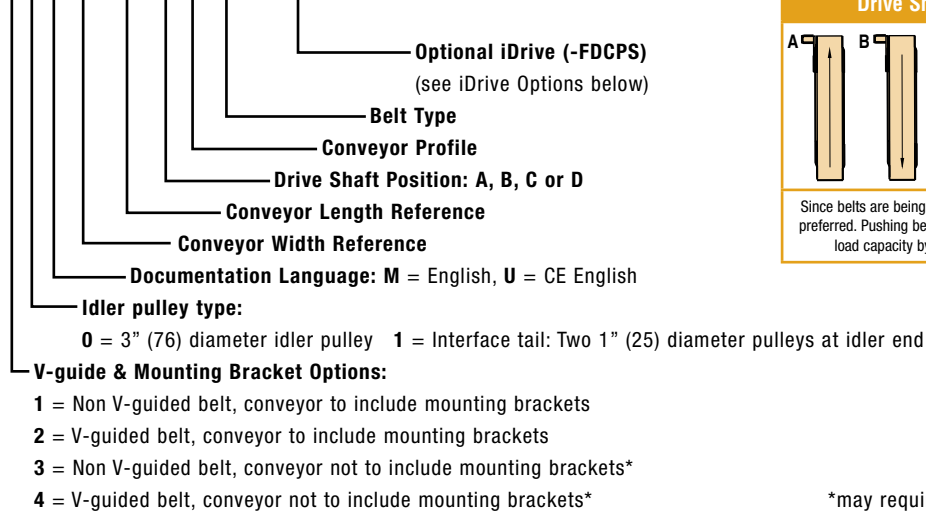 Drive
A B
Optional iDrive (-FDCPS)
(see iDrive Options below)
Belt Type
Conveyor Profile
Drive Shaft Position: A, B, C or D
Conveyor Length Reference
Conveyor Width Reference
Since belts are being
preferred. Pushing
load capacity
Documentation Language: M = English, U = CE English
Idler pulley type:
0 = 3” (76) diameter idler pulley 1 = Interface tail: Two 1” (25) diameter pulleys at idler end
V-guide & Mounting Bracket Options:
1 = Non V-guided belt, conveyor to include mounting brackets
2 = V-guided belt, conveyor to include mounting brackets
3 = Non V-guided belt, conveyor not to include mounting brackets*
4 = V-guided belt, conveyor not to include mounting brackets*
*may